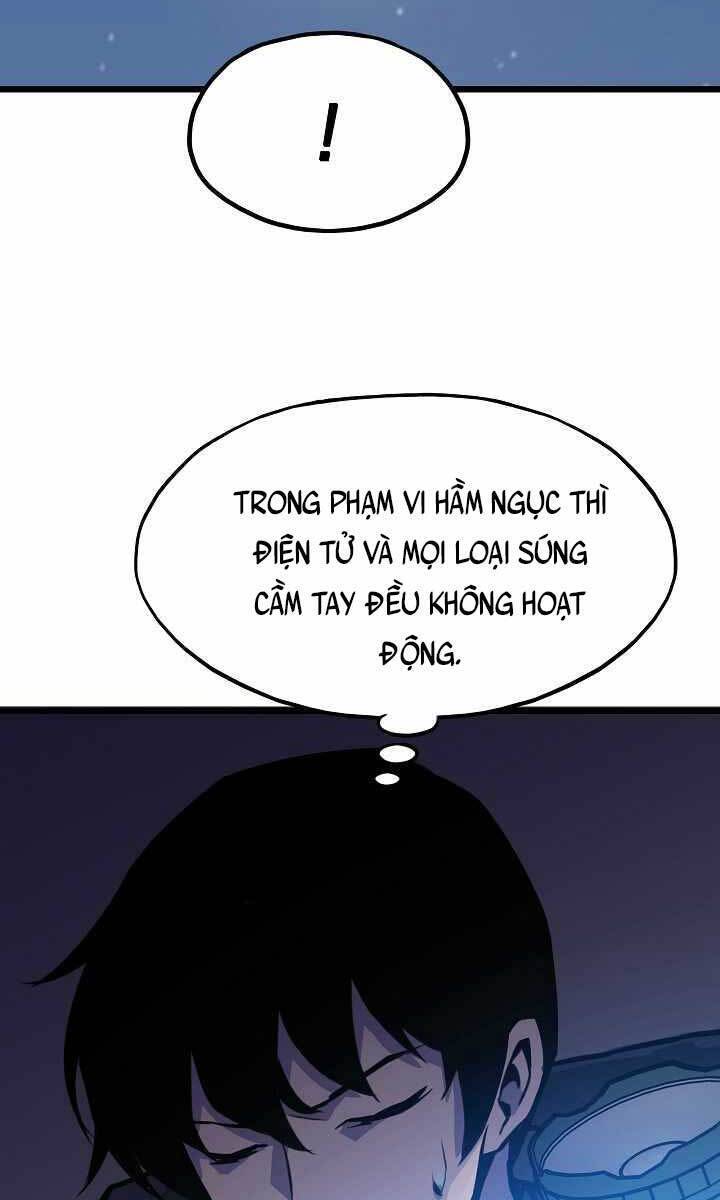 !
TRONG PHẠM VI HẦM NGỤC THÌ
ĐIỆN TỬ VÀ MỌI LOẠI SÚNG
CẦM TAY ĐỀU KHÔNG HOẠT
ĐỘNG.